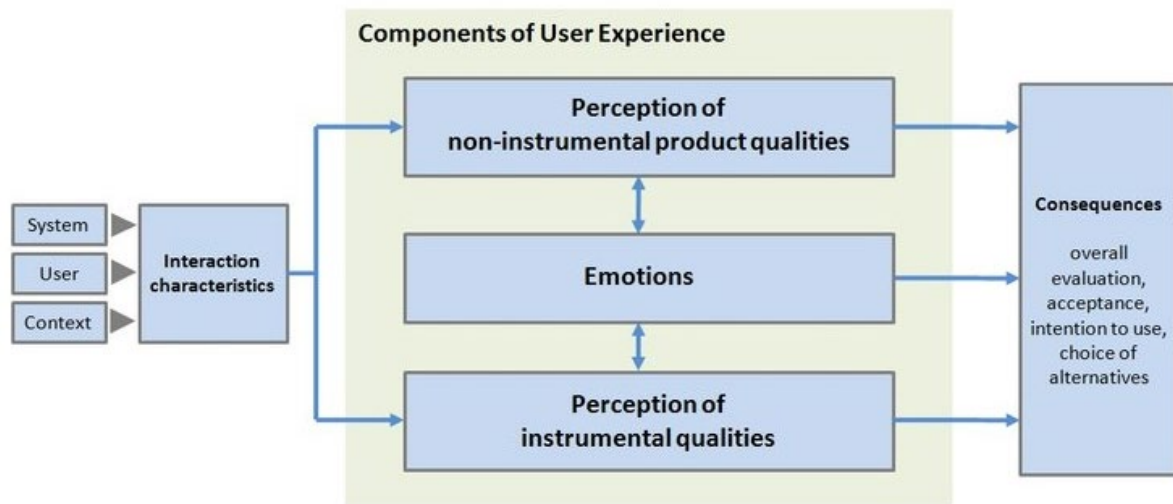 Components of User Experience
Perception of
non-instrumental product qualities
System
User
Context
Interaction
characteristics
Emotions
Perception of
instrumental qualities
Consequences
overall
evaluation,
acceptance,
intention to use,
choice of
alternatives